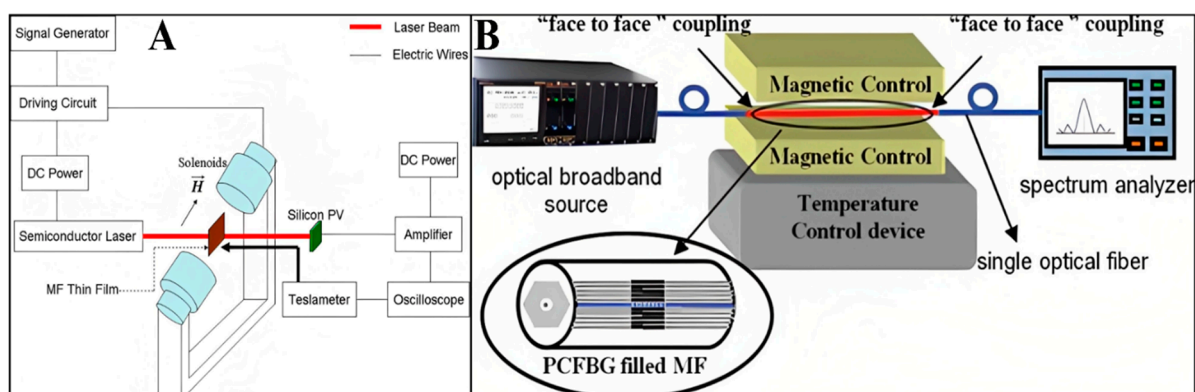 A
Signal Generator
Laser Beam
Electric Wires
Driving Circuit
Solenoids
H
DC Power
DC Power
Silicon PV
Semiconductor Laser
Amplifier
MF Thin Film
Teslameter
Oscilloscope
B
“face to face ” coupling
“face to face ” coupling
Magnetic Control
Magnetic Control
optical broadband
source
spectrum analyzer
Temperature
Control device
single optical fiber
PCFBG filled MF